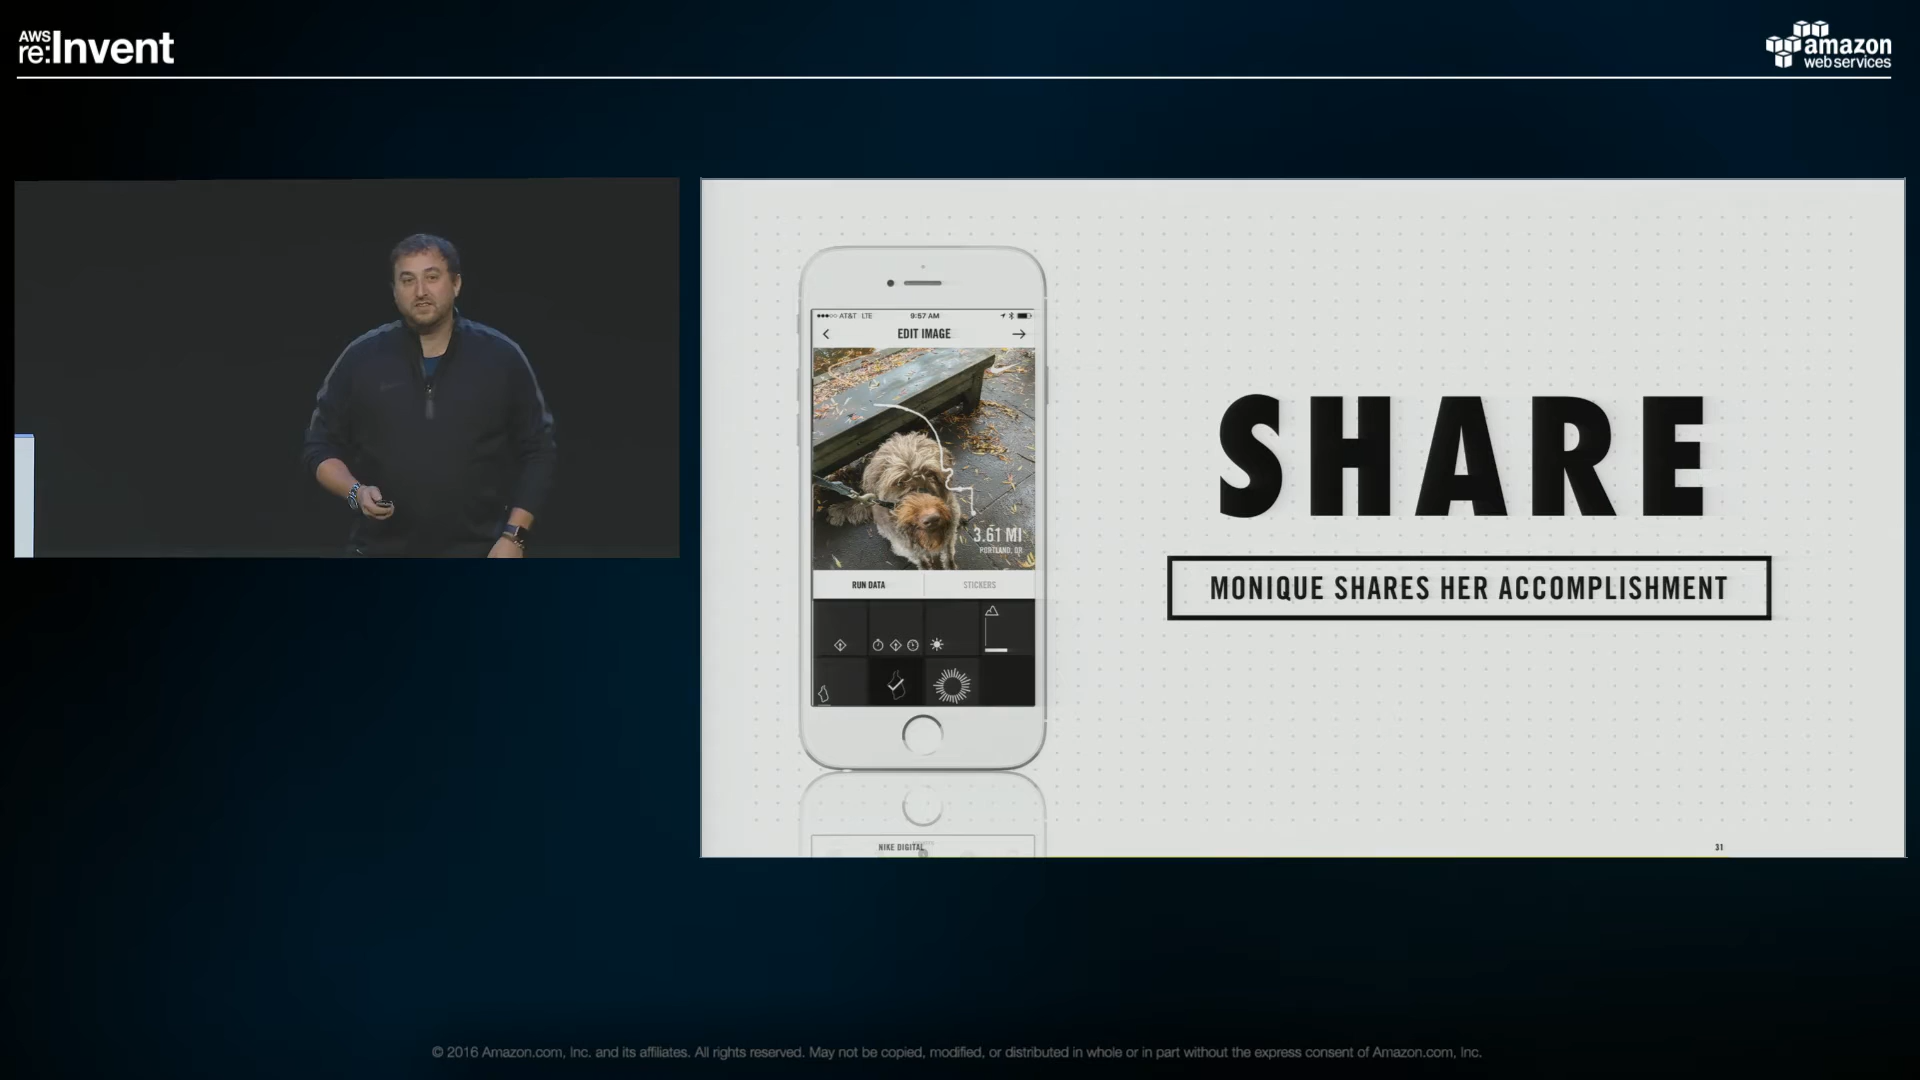 AWS
re:Invent
amazon
web services
AT&T LTE
9:57 AM
EDIT IMAGE
3.61 MI
PORTLAND, OR
RUN DATA
STICKERS
SHARE
MONIQUE SHARES HER ACCOMPLISHMENT
NIKE DIGITAL
31
© 2016 Amazon.com, Inc. and its affiliates. All rights reserved. May not be copied, modified, or distributed in whole or in part without the express consent of Amazon.com, Inc.